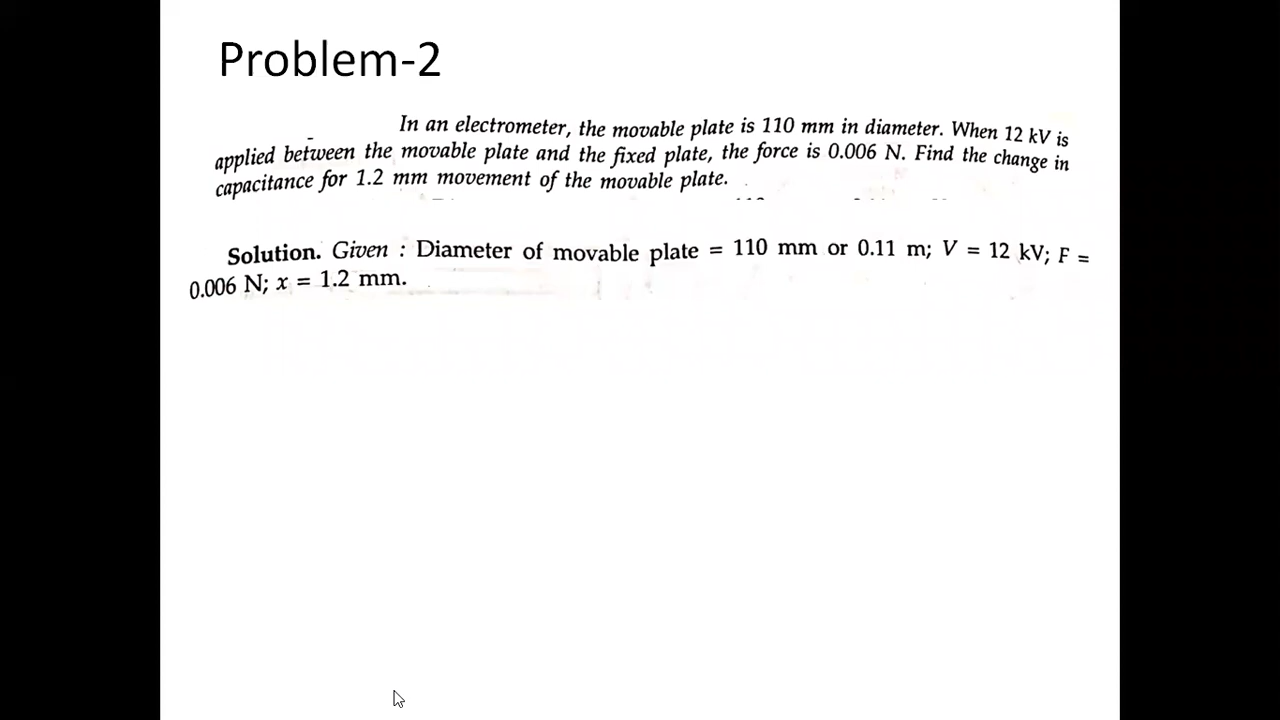 Problem-2
In an electrometer, the movable plate is 110 mm in diameter. When 12 kV is
applied between the movable plate and the fixed plate, the force is 0.006 N. Find the change in
capacitance for 1.2 mm movement of the movable plate.
Solution. Given : Diameter of movable plate = 110 mm or 0.11 m; V = 12 kV; F =
0.006 N; x = 1.2 mm.